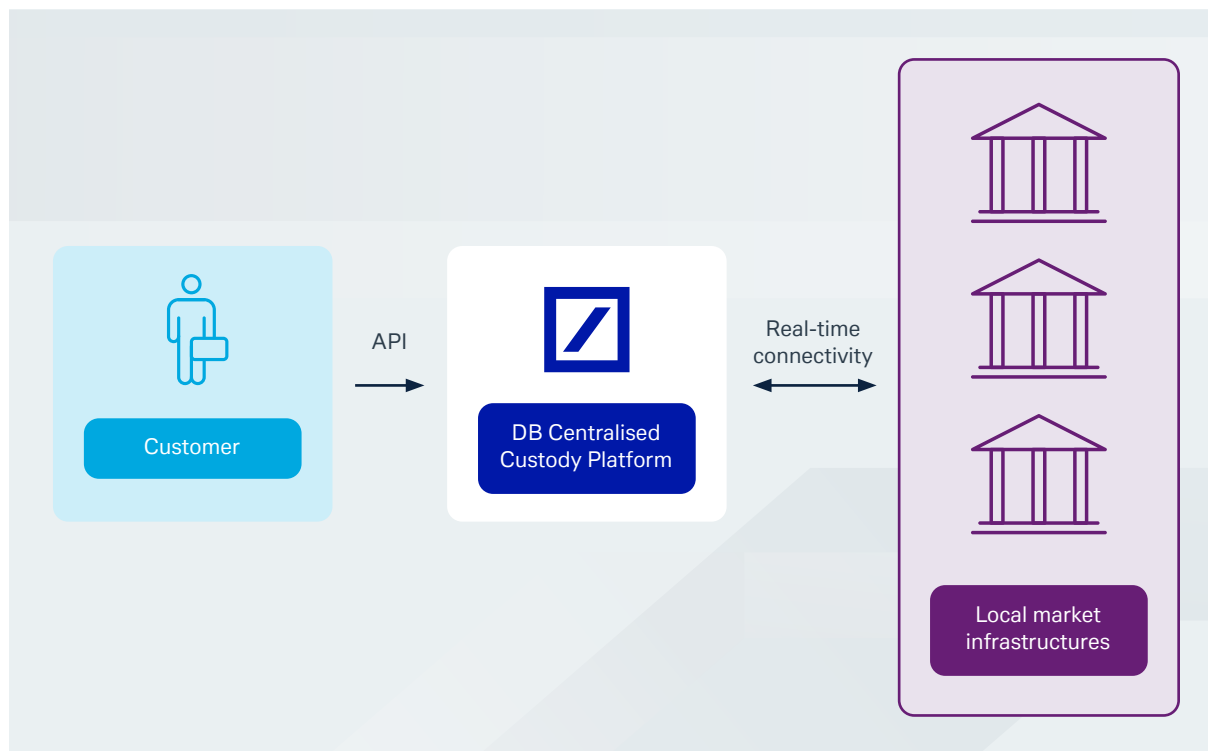 Customer
API
DB Centralised
Custody Platform
Real-time
connectivity
Local market
infrastructures